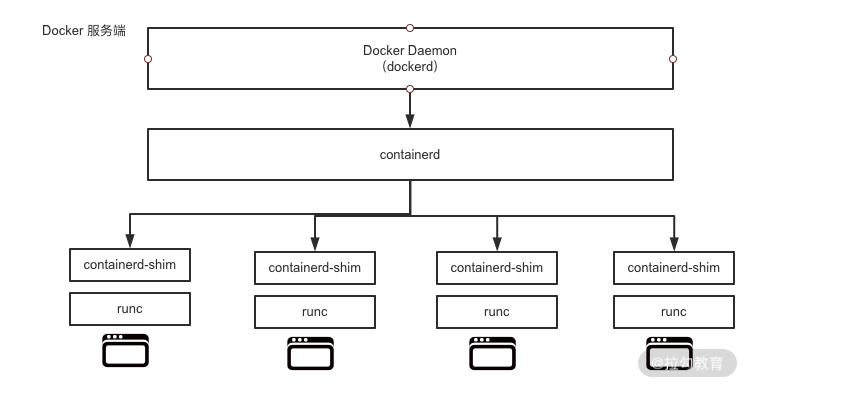 Docker 服务端
Docker Daemon
(dockerd)
containerd
containerd-shim
containerd-shim
containerd-shim
containerd-shim
runc
runc
runc
runc
@拉勾教育